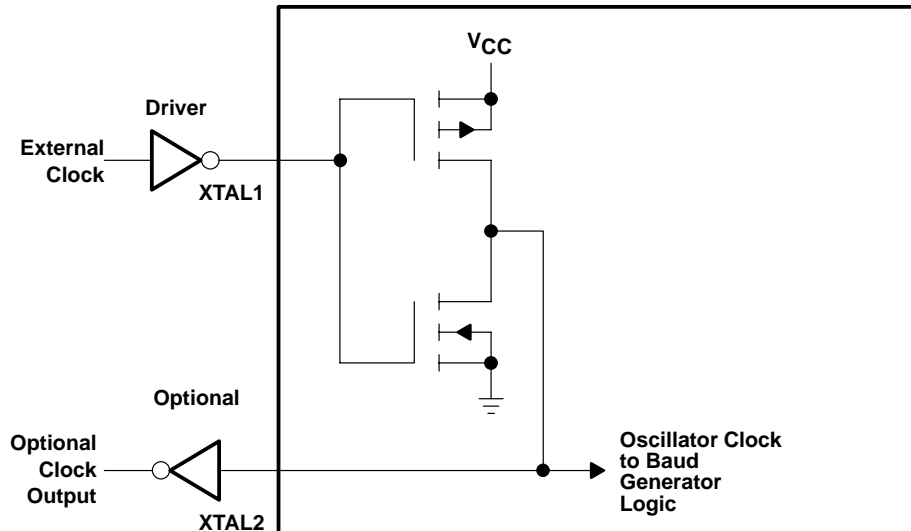 VCC
Driver
External
Clock
XTAL1
Optional
Optional
Clock
Output
XTAL2
Oscillator Clock
to Baud
Generator
Logic